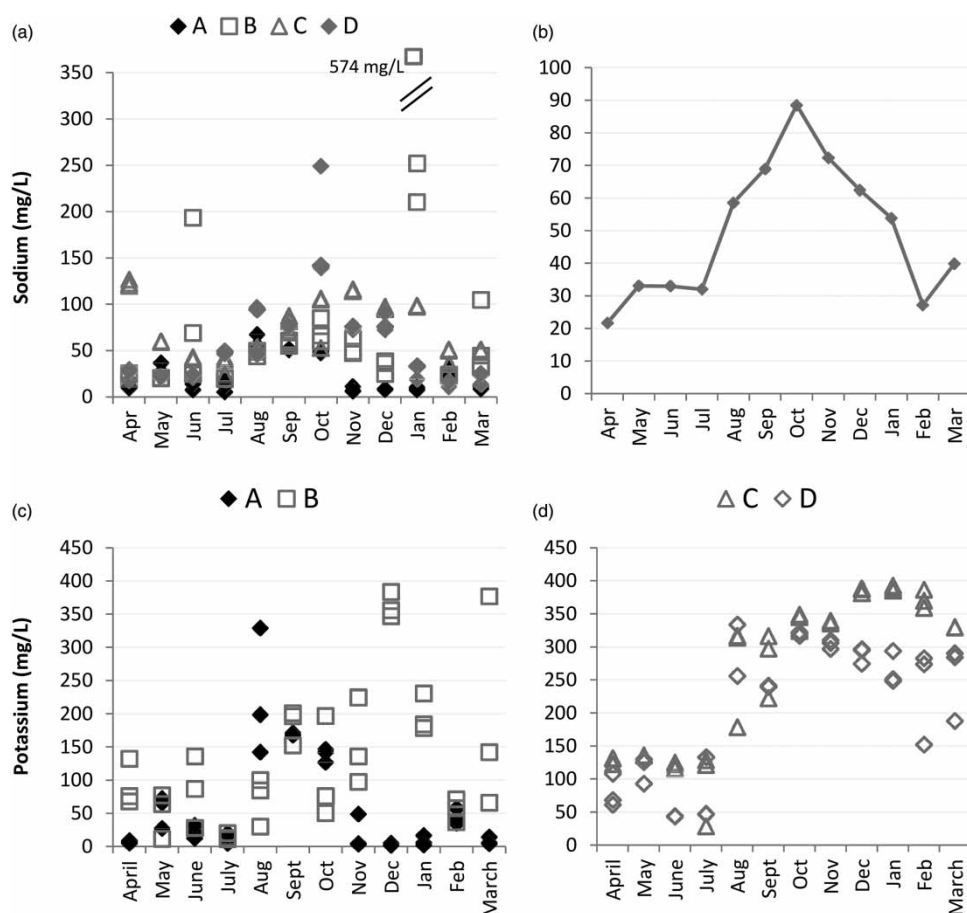 (a)
A B C D
574 mg/L
350
300
250
200
150
100
50
0
Sodium (mg/L)
Apr May Jun Jul Aug Sep Oct Nov Dec Jan Feb Mar
(b)
100
90
80
70
60
50
40
30
20
10
0
Apr May Jun Jul Aug Sep Oct Nov Dec Jan Feb Mar
(c)
A B
450
400
350
300
250
200
150
100
50
0
Potassium (mg/L)
April May June July Aug Sept Oct Nov Dec Jan Feb March
(d)
C D
450
400
350
300
250
200
150
100
50
0
April May June July Aug Sept Oct Nov Dec Jan Feb March